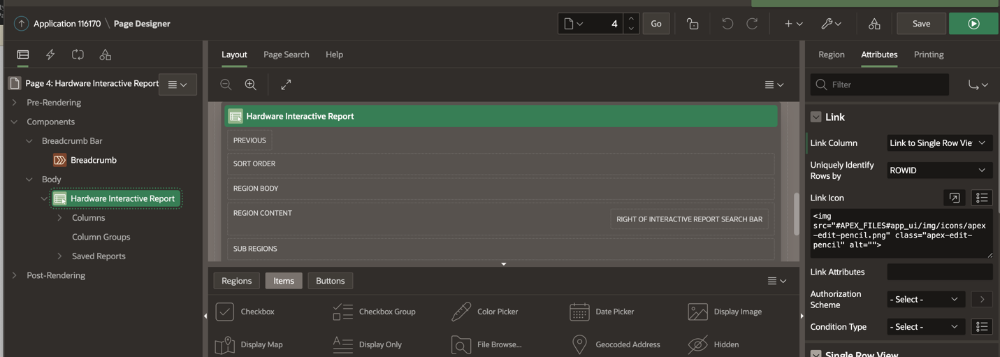 Application 116170 \ Page Designer
4
Go
Save
Page 4: Hardware Interactive Report
Pre-Rendering
Components
Breadcrumb Bar
Breadcrumb
Body
Hardware Interactive Report
Columns
Column Groups
Saved Reports
Post-Rendering
Layout
Page Search
Help
Hardware Interactive Report
PREVIOUS
SORT ORDER
REGION BODY
REGION CONTENT
RIGHT OF INTERACTIVE REPORT SEARCH BAR
SUB REGIONS
Regions
Items
Buttons
Checkbox
Checkbox Group
Color Picker
Date Picker
Display Image
Display Map
Display Only
File Browse...
Geocoded Address
Hidden
Region
Attributes
Printing
Filter
Link
Link Column
Link to Single Row Vie
Uniquely Identify
Rows by
ROWID
Link Icon
<img
src="#APEX_FILES#app_ui/img/icons/apex
-edit-pencil.png" class="apex-edit-
pencil" alt="">
Link Attributes
Authorization
Scheme
- Select -
Condition Type
- Select -
Single Row View